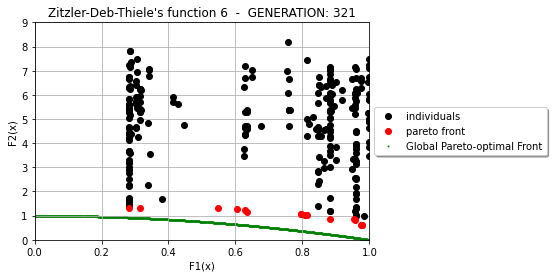 Zitzler-Deb-Thiele's function 6 - GENERATION: 321
9
8
7
6
5
4
3
2
1
0
F2(x)
0.0 0.2 0.4 0.6 0.8 1.0
F1(x)
individuals
pareto front
Global Pareto-optimal Front